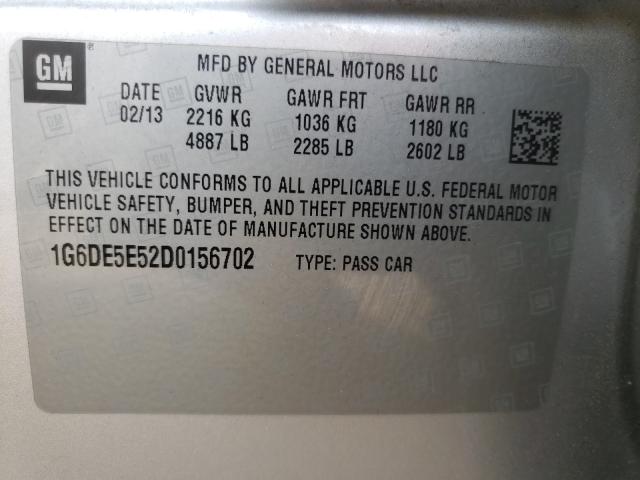 GM
®
MFD BY GENERAL MOTORS LLC
DATE GVWR GAWR FRT GAWR RR
02/13 2216 KG 1036 KG 1180 KG
4887 LB 2285 LB 2602 LB
THIS VEHICLE CONFORMS TO ALL APPLICABLE U.S. FEDERAL MOTOR
VEHICLE SAFETY, BUMPER, AND THEFT PREVENTION STANDARDS IN
EFFECT ON THE DATE OF MANUFACTURE SHOWN ABOVE.
1G6DE5E52D0156702 TYPE: PASS CAR